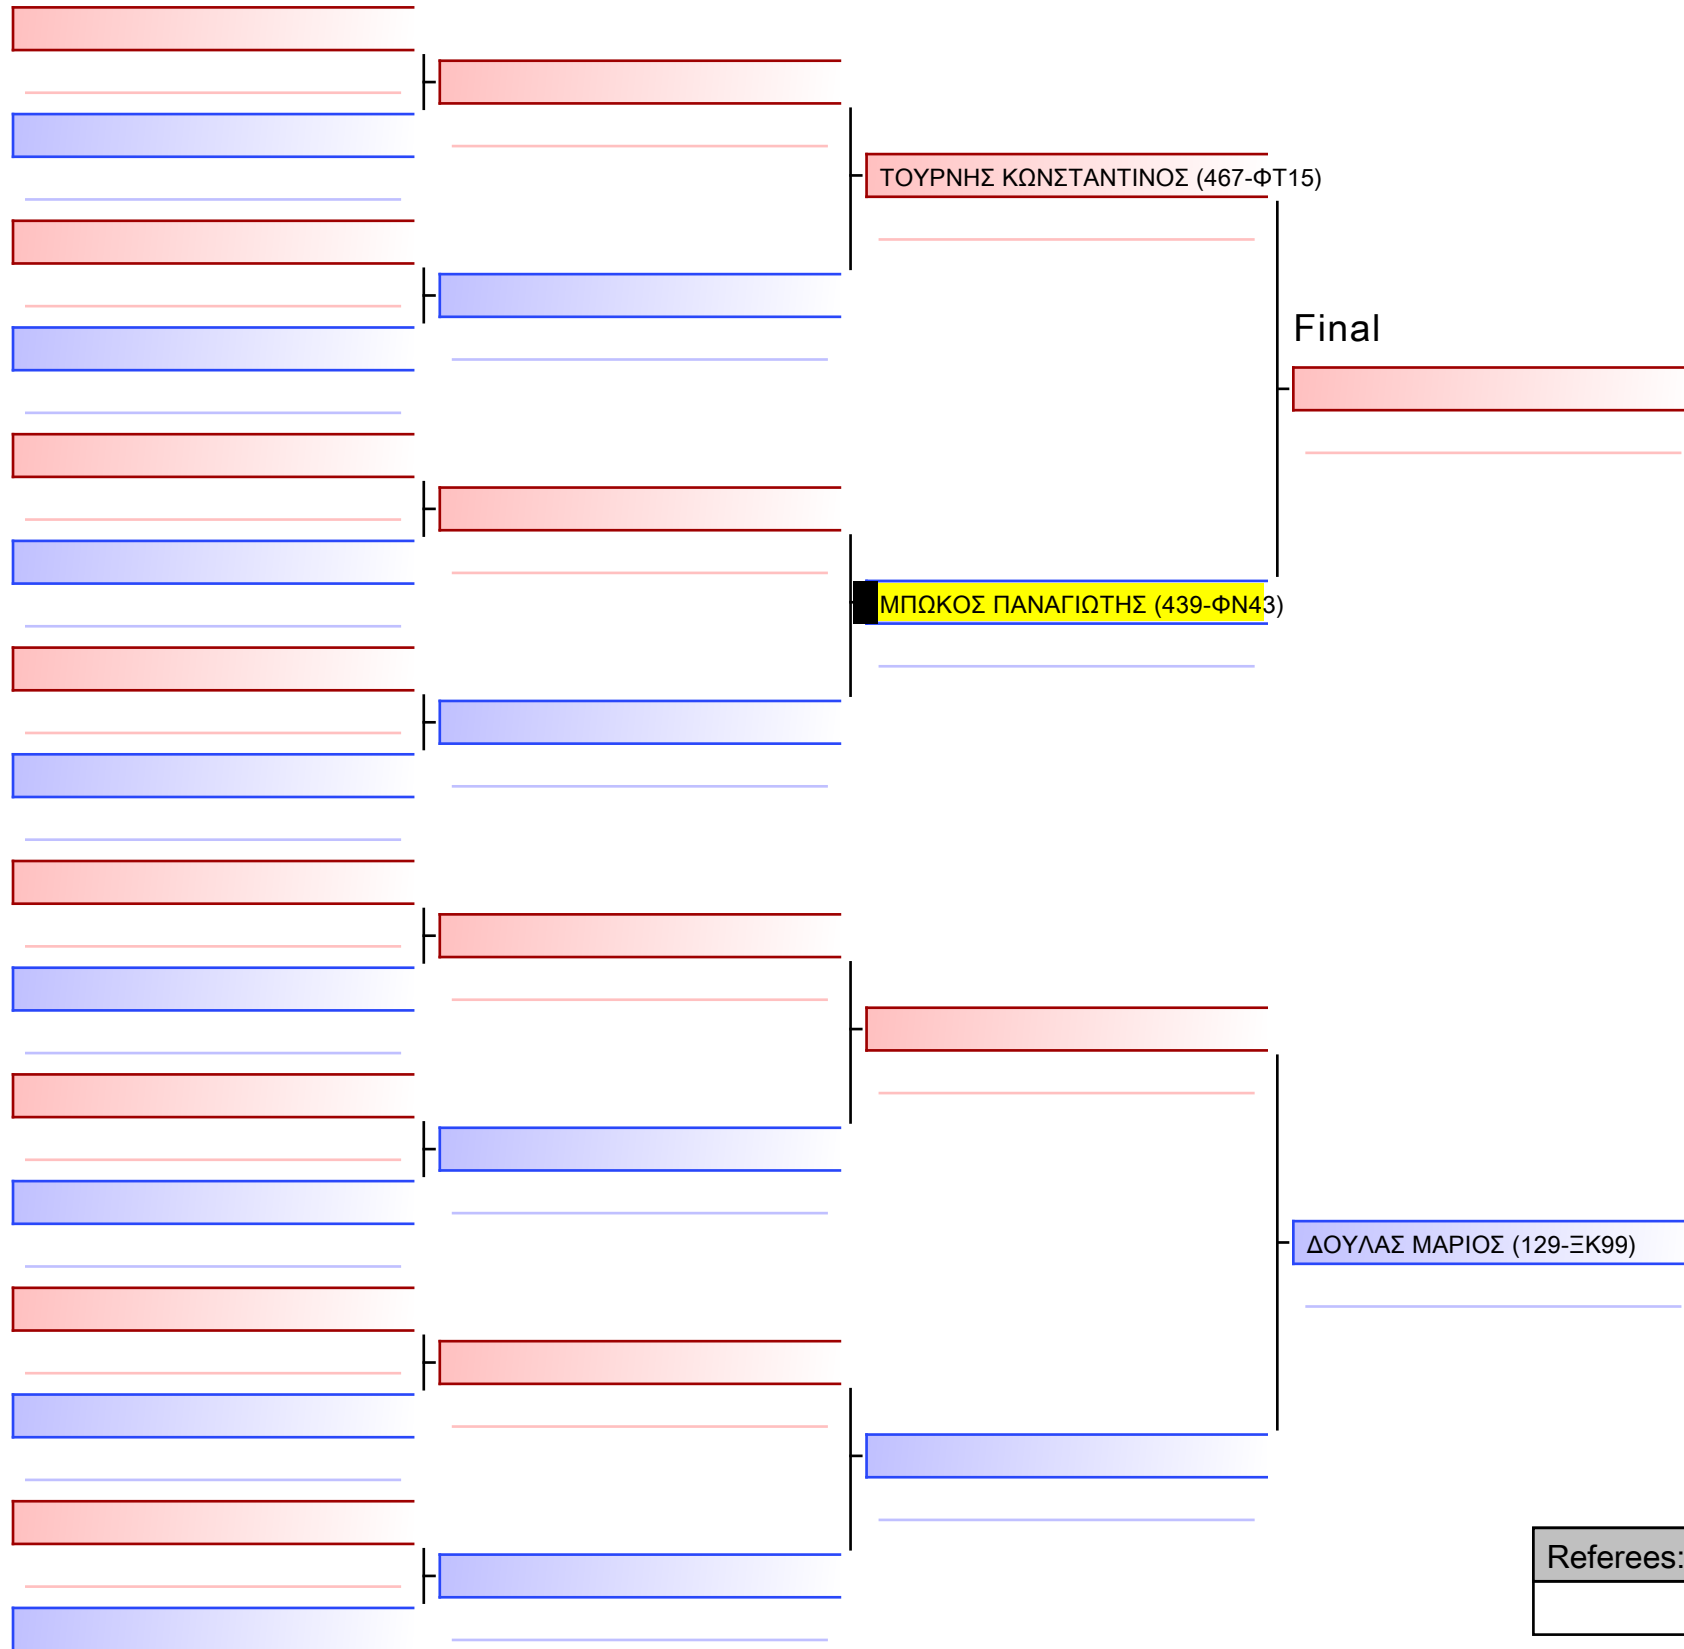 ΤΟΥΡΝΗΣ ΚΩΝΣΤΑΝΤΙΝΟΣ (467-ΦΤ15)
Final
ΜΠΩΚΟΣ ΠΑΝΑΓΙΩΤΗΣ (439-ΦΝ43)
ΔΟΥΛΑΣ ΜΑΡΙΟΣ (129-ΞΚ99)
Referees: